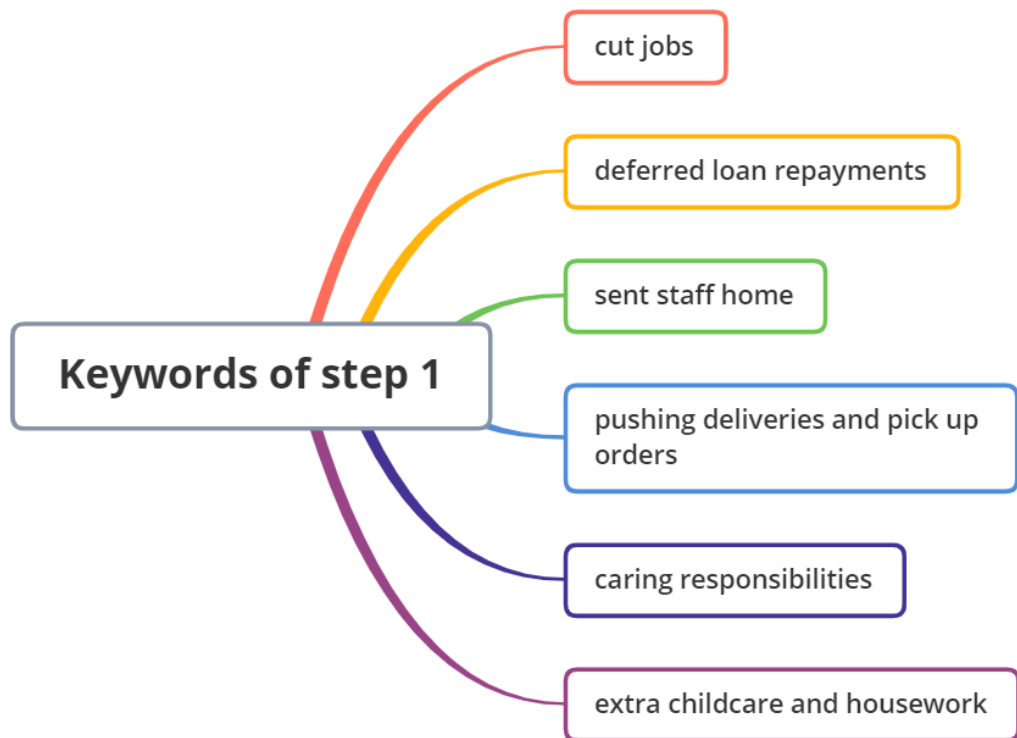 Keywords of step 1
cut jobs
deferred loan repayments
sent staff home
pushing deliveries and pick up
orders
caring responsibilities
extra childcare and housework